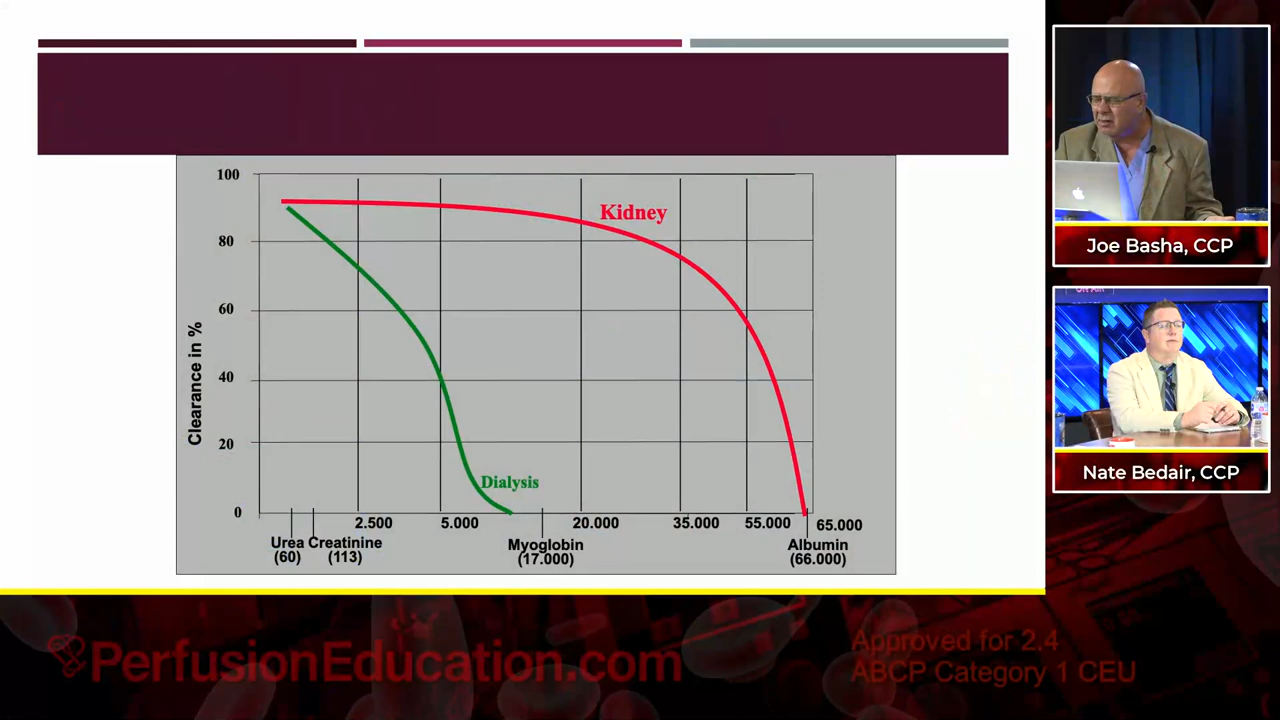 100
80
60
40
20
0
Clearance in %
Kidney
Dialysis
2.500
5.000
20.000
35.000
55.000
65.000
Urea
(60)
Creatinine
(113)
Myoglobin
(17.000)
Albumin
(66.000)
Joe Basha, CCP
ON AIR
Nate Bedair, CCP
PerfusionEducation.com
Approved for 2.4
ABCP Category 1 CEU